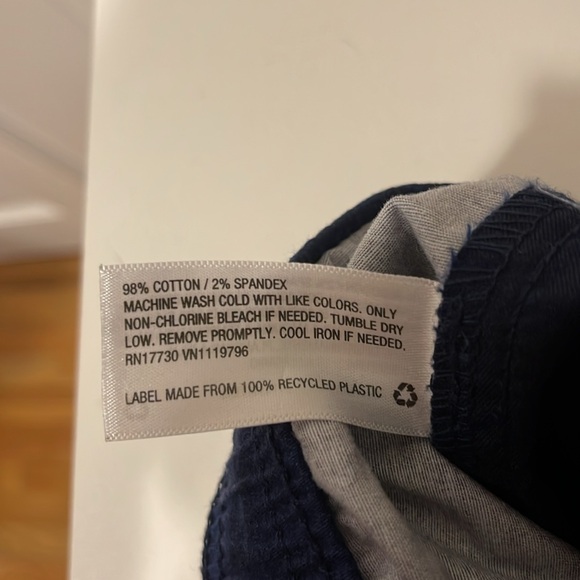 98% COTTON / 2% SPANDEX
MACHINE WASH COLD WITH LIKE COLORS. ONLY
NON-CHLORINE BLEACH IF NEEDED. TUMBLE DRY
LOW. REMOVE PROMPTLY. COOL IRON IF NEEDED.
RN17730 VN1119796
LABEL MADE FROM 100% RECYCLED PLASTIC